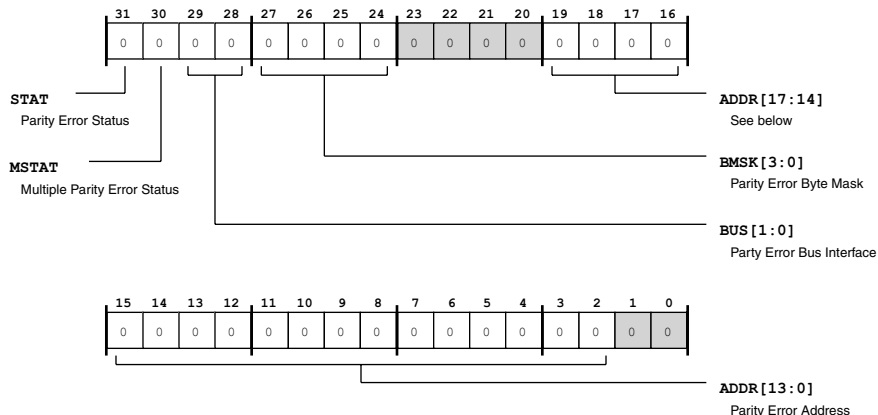 31 30 29 28 27 26 25 24 23 22 21 20 19 18 17 16
0 0 0 0 0 0 0 0 0 0 0 0 0 0 0 0
STAT
Parity Error Status
MSTAT
Multiple Parity Error Status
ADDR[17:14]
See below
BMSK[3:0]
Parity Error Byte Mask
BUS[1:0]
Party Error Bus Interface
15 14 13 12 11 10 9 8 7 6 5 4 3 2 1 0
0 0 0 0 0 0 0 0 0 0 0 0 0 0 0 0
ADDR[13:0]
Parity Error Address